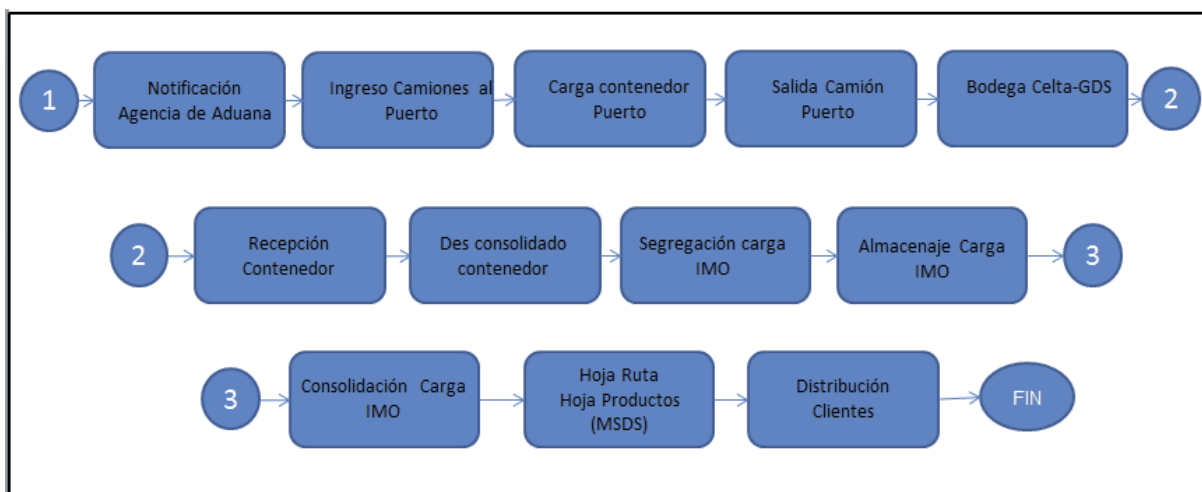 1
Notificación
Agencia de Aduana
Ingreso Camiones al
Puerto
Carga contenedor
Puerto
Salida Camión
Puerto
Bodega Celta-GDS
2
2
Recepción
Contenedor
Des consolidado
contenedor
Segregación carga
IMO
Almacenaje Carga
IMO
3
3
Consolidación Carga
IMO
Hoja Ruta
Hoja Productos
(MSDS)
Distribución
Clientes
FIN